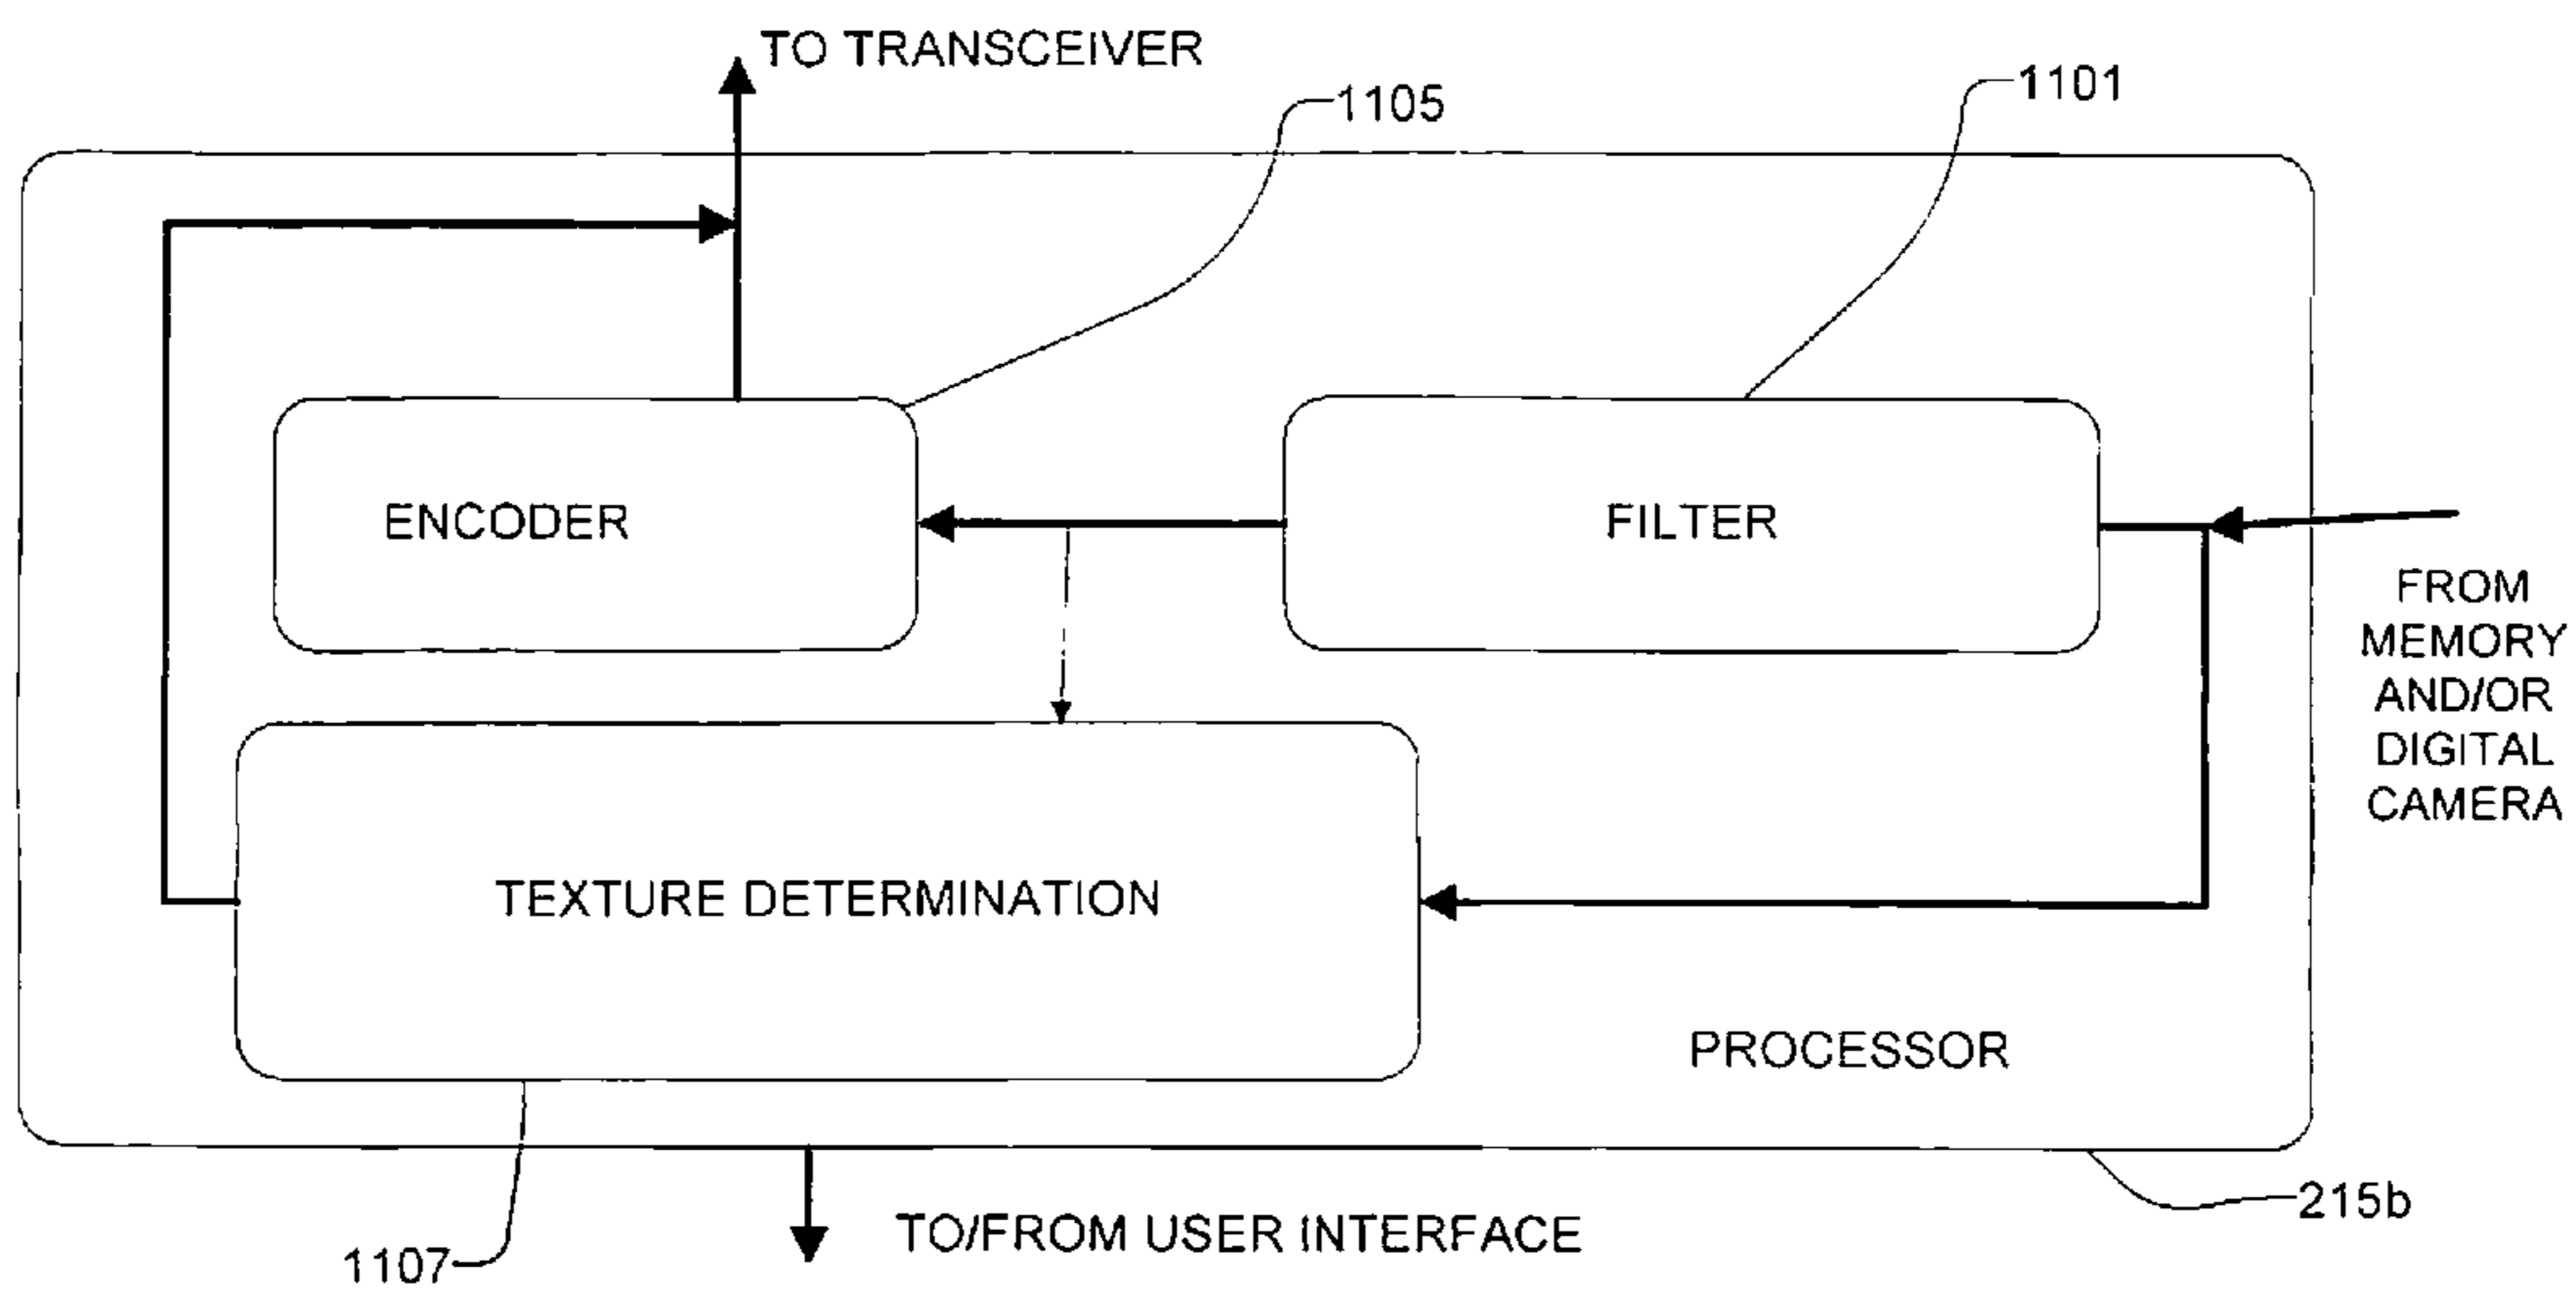 TO TRANSCEIVER
1105
1101
ENCODER
FILTER
FROM
MEMORY
AND/OR
DIGITAL
CAMERA
TEXTURE DETERMINATION
PROCESSOR
215b
TO/FROM USER INTERFACE
1107